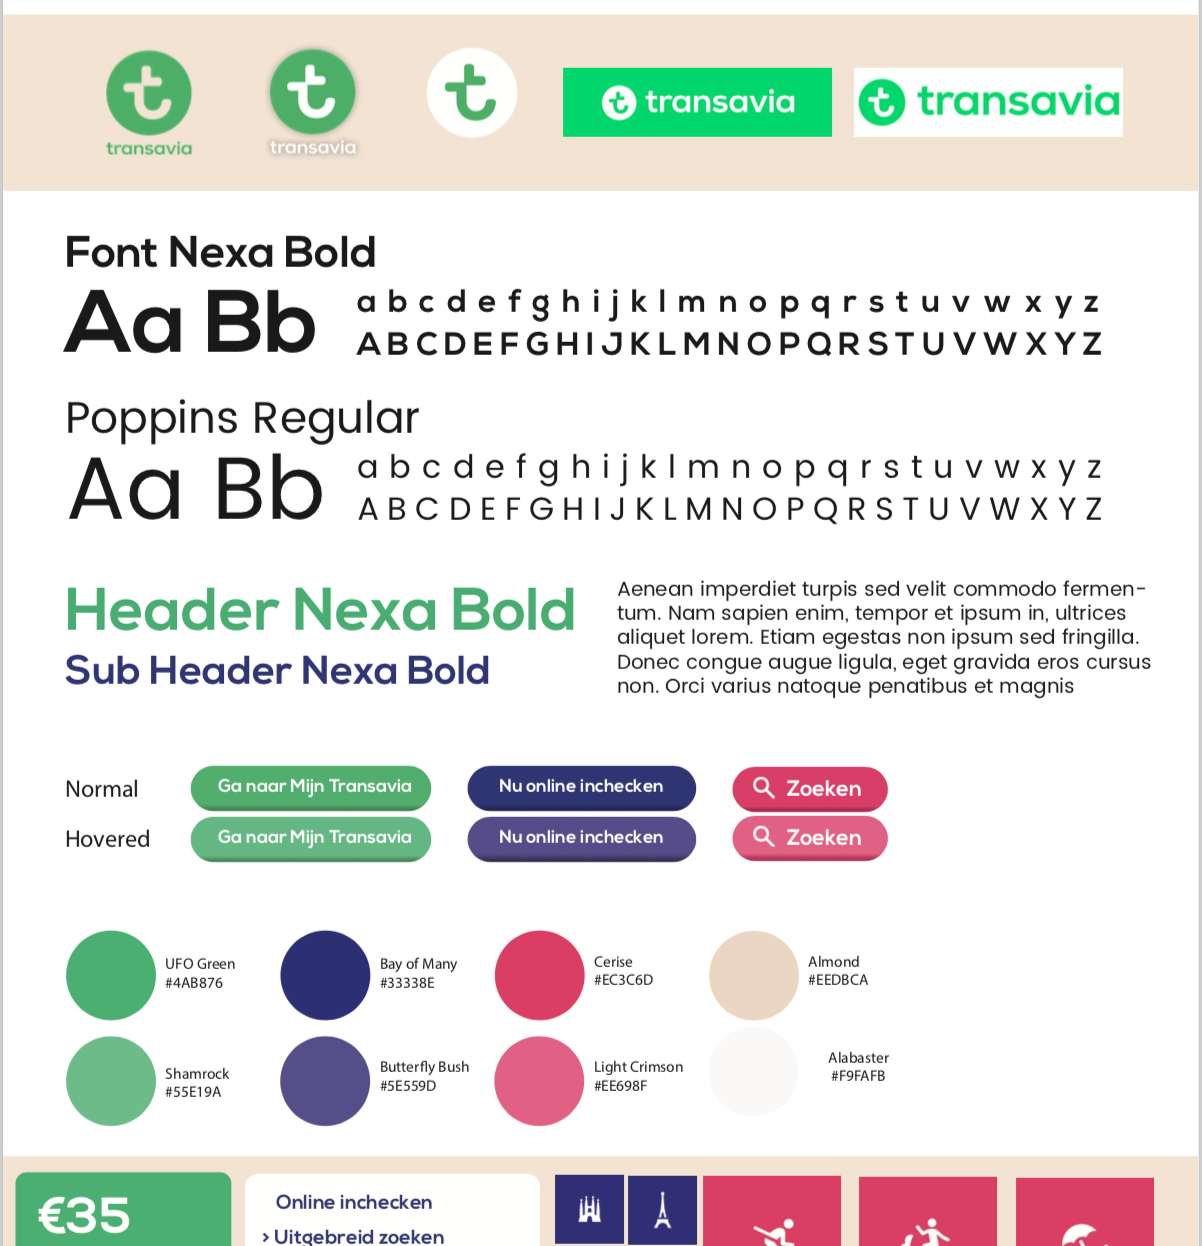 transavia
transavia
transavia
transavia
Font Nexa Bold
Aa Bb
a b c d e f g h i j k l m n o p q r s t u v w x y z
A B C D E F G H I J K L M N O P Q R S T U V W X Y Z
Poppins Regular
Aa Bb
a b c d e f g h i j k l m n o p q r s t u v w x y z
A B C D E F G H I J K L M N O P Q R S T U V W X Y Z
Header Nexa Bold
Sub Header Nexa Bold
Aenean imperdiet turpis sed velit commodo fermen-
tum. Nam sapien enim, tempor et ipsum in, ultrices
aliquet lorem. Etiam egestas non ipsum sed fringilla.
Donec congue augue ligula, eget gravida eros cursus
non. Orci varius natoque penatibus et magnis
Normal
Ga naar Mijn Transavia
Nu online inchecken
Zoeken
Hovered
Ga naar Mijn Transavia
Nu online inchecken
Zoeken
UFO Green
#4AB876
Bay of Many
#33338E
Cerise
#EC3C6D
Almond
#EEDBCA
Shamrock
#55E19A
Butterfly Bush
#5E559D
Light Crimson
#EE698F
Alabaster
#F9FAFB
€35
Online inchecken
› Uitgebreid zoeken